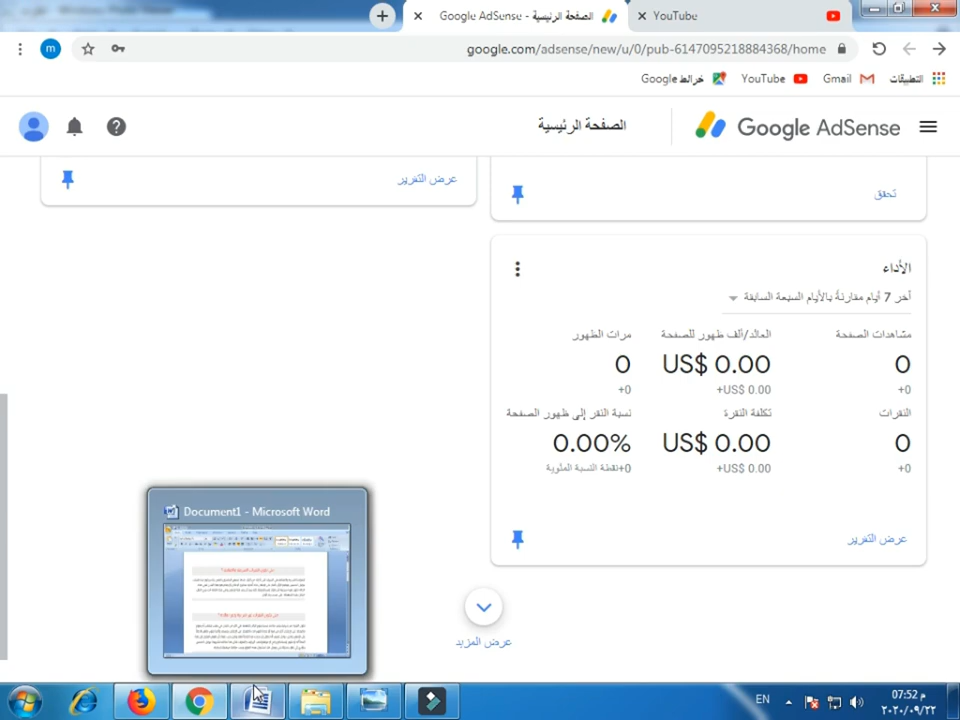 الصفحة الرئيسية - Google AdSense
YouTube
m
google.com/adsense/new/u/0/pub-6147095218884368/home
التطبيقات
Gmail
YouTube
خرائط Google
Google AdSense
الصفحة الرئيسية
عرض التقرير
تحقق
الأداء
آخر 7 أيام مقارنةً بالأيام السبعة السابقة
مشاهدات الصفحة
العائد/ألف ظهور للصفحة
مرات الظهور
0
US$ 0.00
0
+0
+US$ 0.00
+0
النقرات
تكلفة النقرة
نسبة النقر إلى ظهور الصفحة
0
US$ 0.00
0.00%
+0
+US$ 0.00
+0نقطة النسبة المئوية
عرض التقرير
عرض المزيد
Document1 - Microsoft Word
EN
07:52 م
٢٠٢٠/٠٩/٢٢